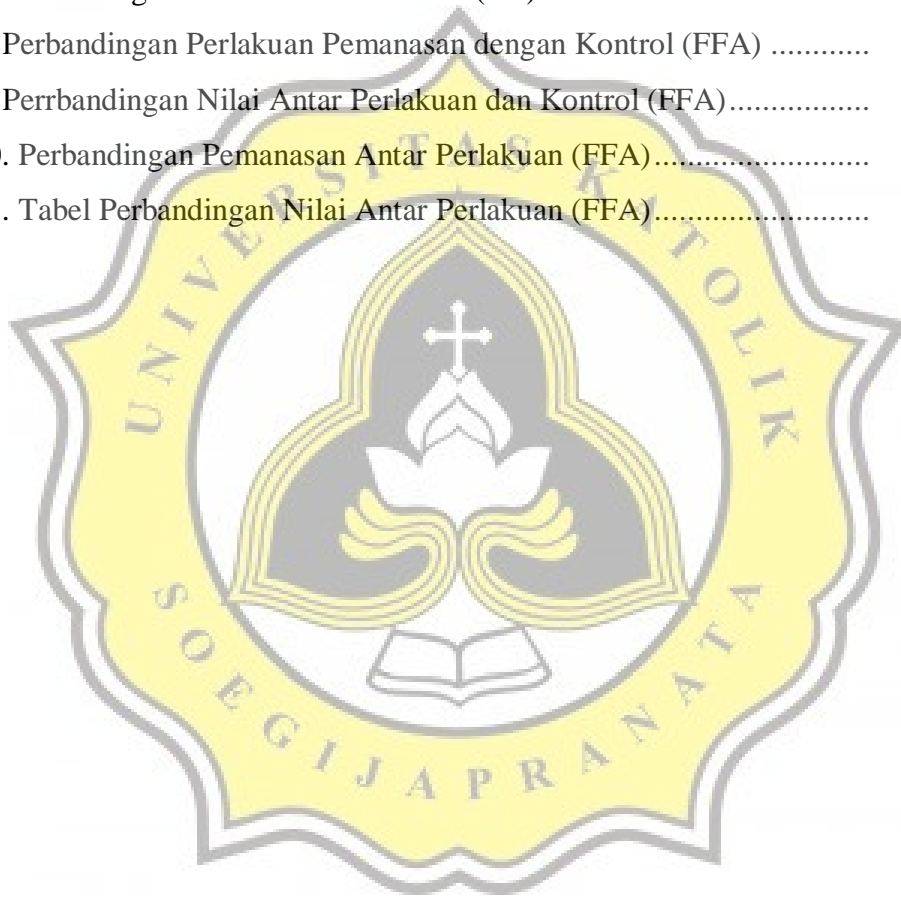 Perbandingan Perlakuan Pemanasan dengan Kontrol (FFA) ............
Perrbandingan Nilai Antar Perlakuan dan Kontrol (FFA)................
. Perbandingan Pemanasan Antar Perlakuan (FFA)........................
. Tabel Perbandingan Nilai Antar Perlakuan (FFA)........................
UNIVERSITAS KATOLIK
SOEGIJAPRANATA